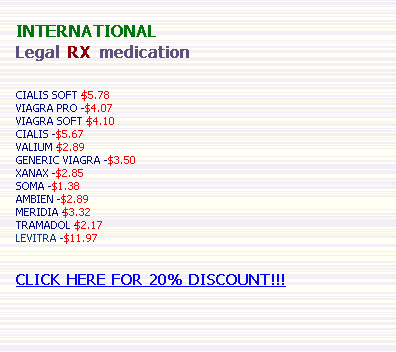 INTERNATIONAL
Legal RX medication
CIALIS SOFT $5.78
VIAGRA PRO -$4.07
VIAGRA SOFT $4.10
CIALIS -$5.67
VALIUM $2.89
GENERIC VIAGRA -$3.50
XANAX -$2.85
SOMA -$1.38
AMBIEN -$2.89
MERIDIA $3.32
TRAMADOL $2.17
LEVITRA -$11.97
CLICK HERE FOR 20% DISCOUNT!!!